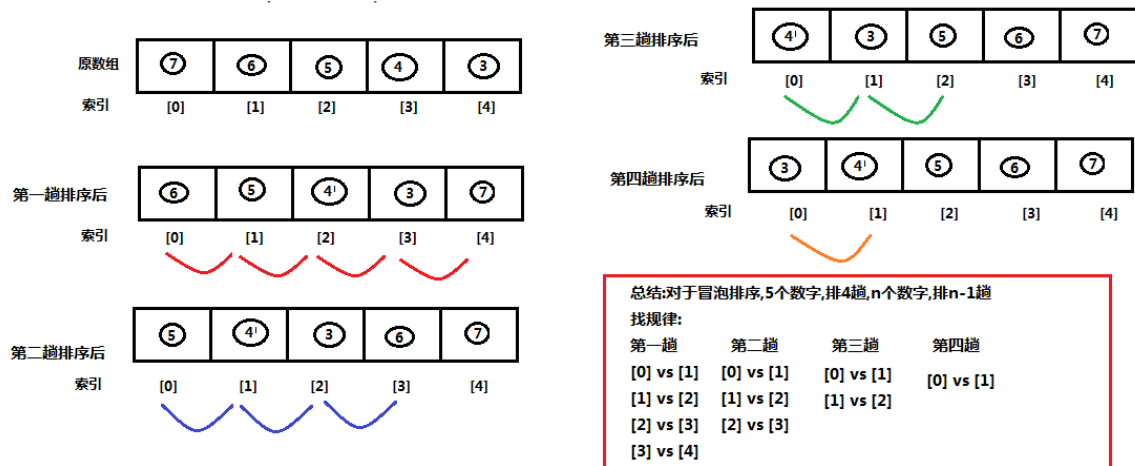 原数组 7 6 5 4 3
索引 [0] [1] [2] [3] [4]
第一趟排序后 6 5 4' 3 7
索引 [0] [1] [2] [3] [4]
第二趟排序后 5 4' 3 6 7
索引 [0] [1] [2] [3] [4]
第三趟排序后 4' 3 5 6 7
索引 [0] [1] [2] [3] [4]
第四趟排序后 3 4' 5 6 7
索引 [0] [1] [2] [3] [4]
总结:对于冒泡排序,5个数字,排4趟,n个数字,排n-1趟
找规律:
第一趟 第二趟 第三趟 第四趟
[0] vs [1] [0] vs [1] [0] vs [1] [0] vs [1]
[1] vs [2] [1] vs [2] [1] vs [2]
[2] vs [3] [2] vs [3]
[3] vs [4]